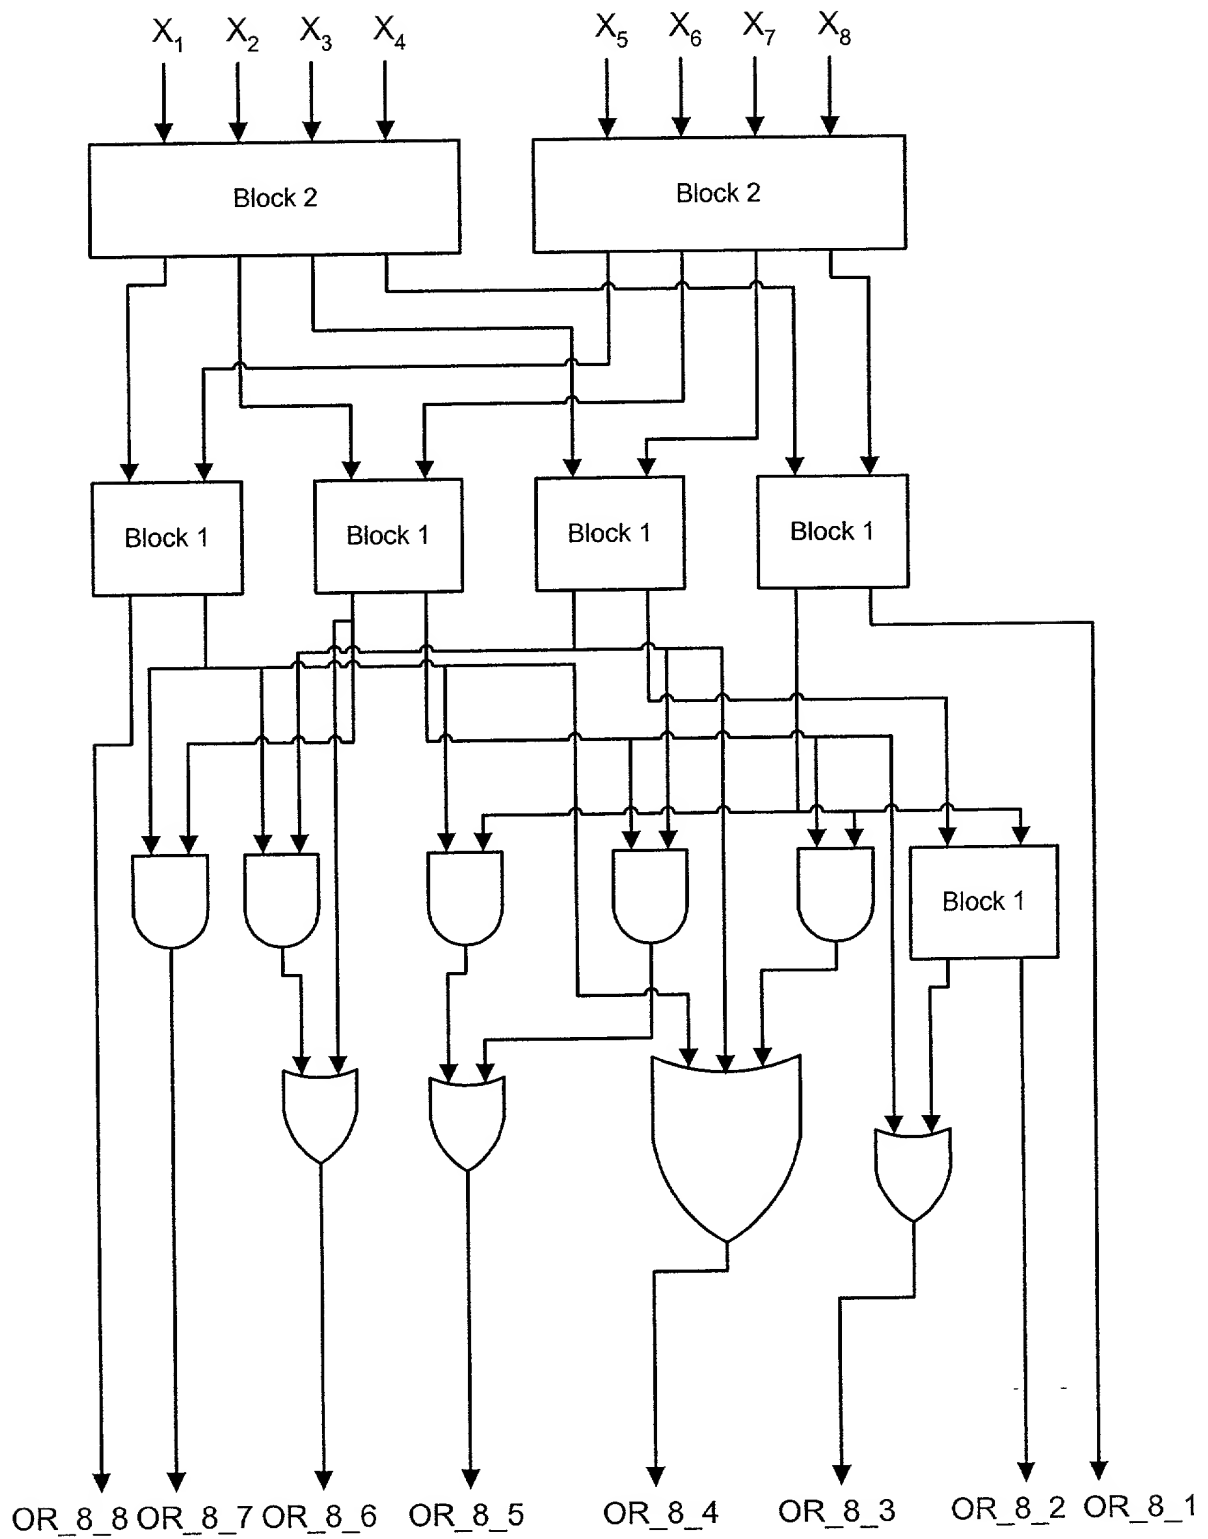 X1 X2 X3 X4 X5 X6 X7 X8
Block 2 Block 2
Block 1 Block 1 Block 1 Block 1
Block 1
OR_8_8 OR_8_7 OR_8_6 OR_8_5 OR_8_4 OR_8_3 OR_8_2 OR_8_1